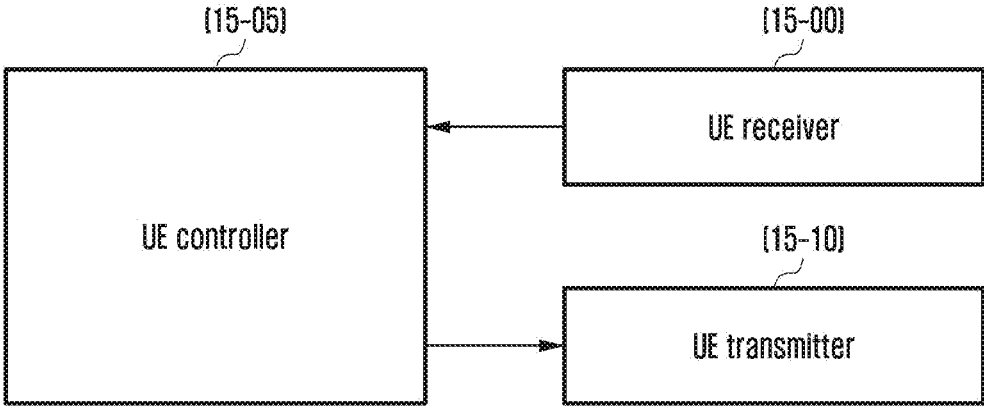 (15-05)
(15-00)
UE receiver
UE controller
(15-10)
UE transmitter